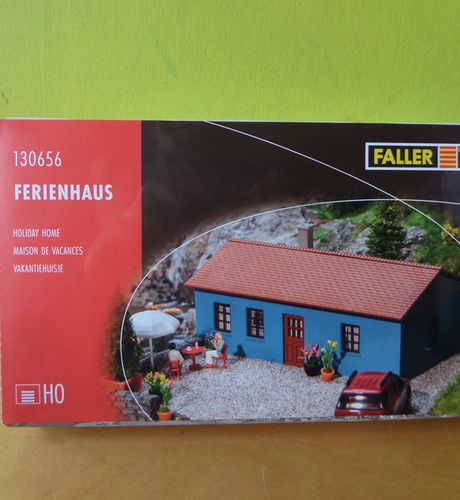 130656
FERIENHAUS
HOLIDAY HOME
MAISON DE VACANCES
VAKANTIEHUISJE
FALLER
H0